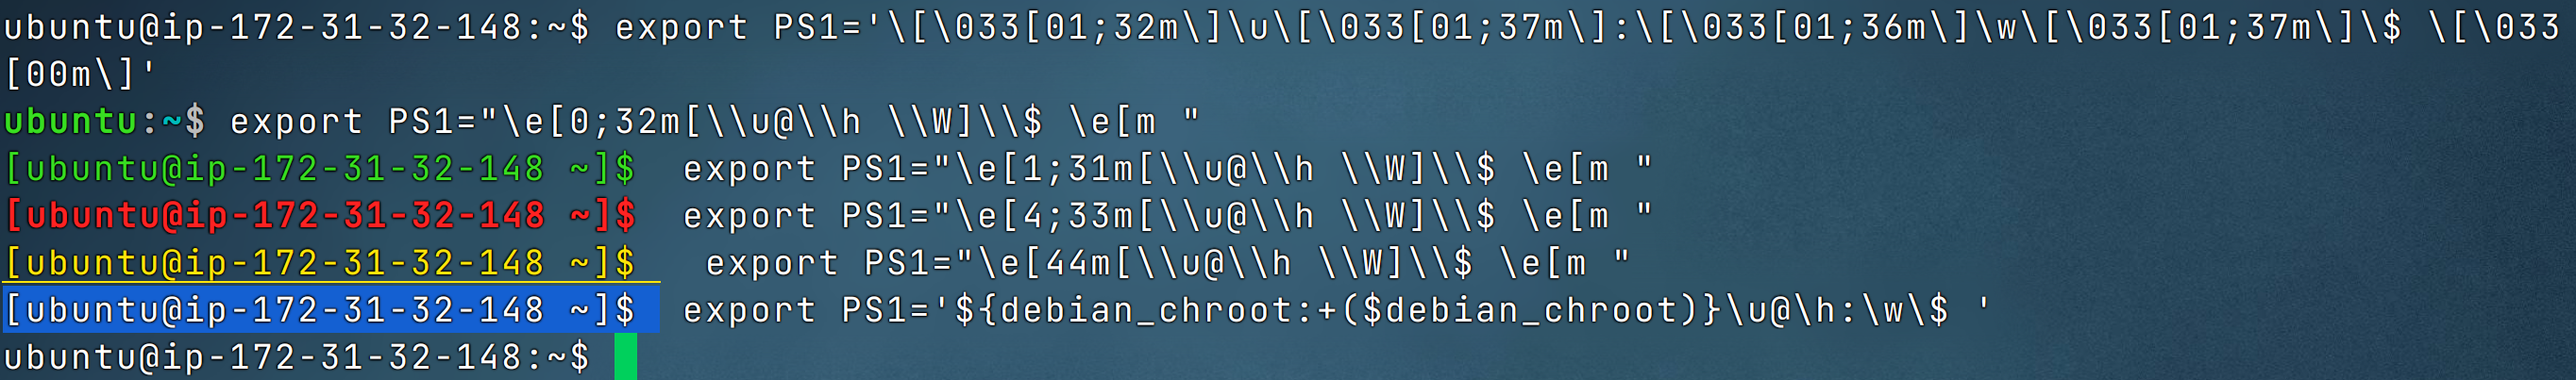 ubuntu@ip-172-31-32-148:~$ export PS1='\[\033[01;32m\]\u\[\033[01;37m\]:\[\033[01;36m\]\w\[\033[01;37m\]\$ \[\033
[00m\]'
ubuntu:~$ export PS1="\e[0;32m[\\u@\\h \\W]\\$ \e[m "
[ubuntu@ip-172-31-32-148 ~]$  export PS1="\e[1;31m[\\u@\\h \\W]\\$ \e[m "
[ubuntu@ip-172-31-32-148 ~]$  export PS1="\e[4;33m[\\u@\\h \\W]\\$ \e[m "
[ubuntu@ip-172-31-32-148 ~]$   export PS1="\e[44m[\\u@\\h \\W]\\$ \e[m "
[ubuntu@ip-172-31-32-148 ~]$  export PS1='${debian_chroot:+($debian_chroot)}\u@\h:\w\$ '
ubuntu@ip-172-31-32-148:~$